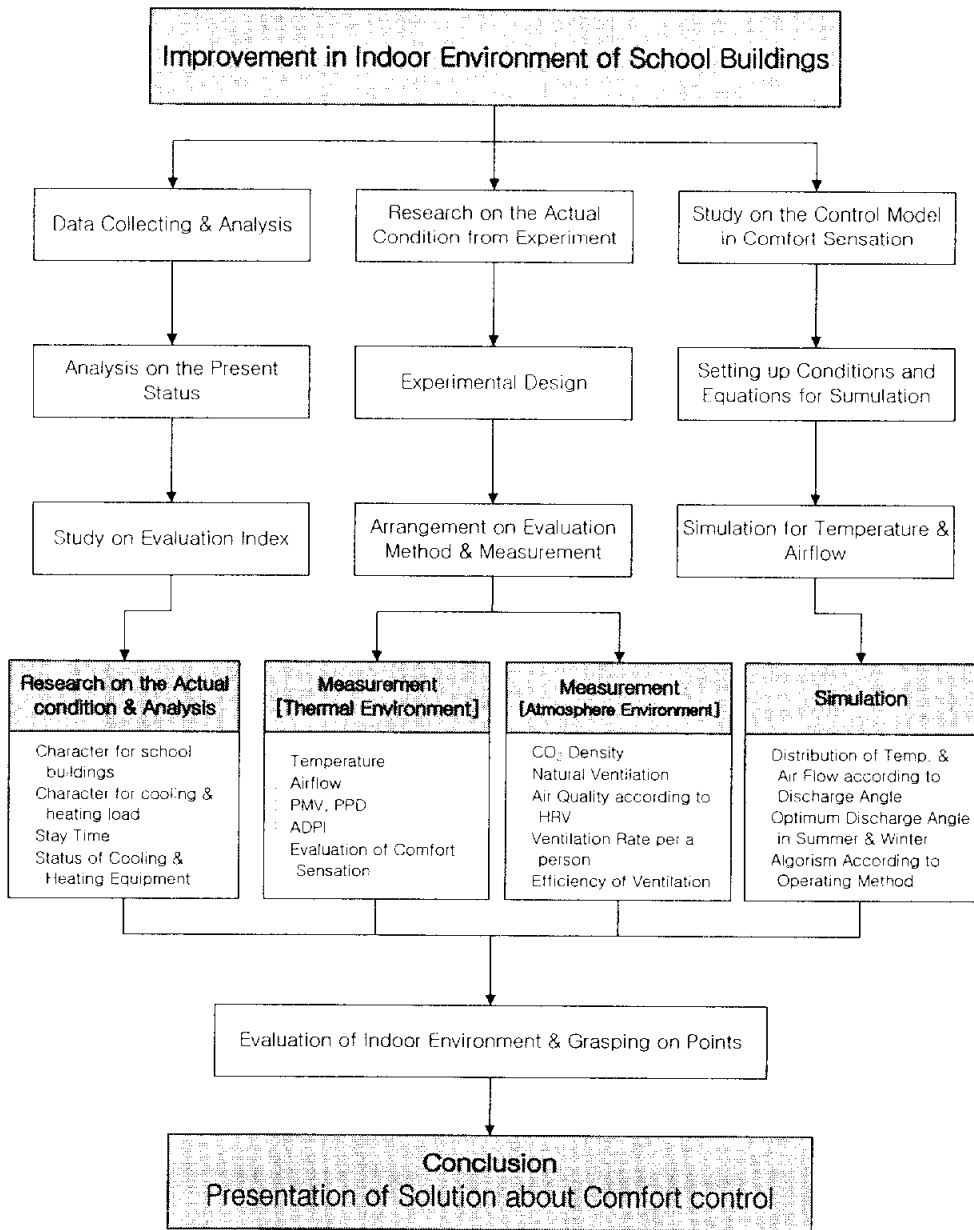 Improvement in Indoor Environment of School Buildings
Data Collecting & Analysis
Research on the Actual
Condition from Experiment
Study on the Control Model
in Comfort Sensation
Analysis on the Present
Status
Experimental Design
Setting up Conditions and
Equations for Sumulation
Study on Evaluation Index
Arrangement on Evaluation
Method & Measurement
Simulation for Temperature &
Airflow
Research on the Actual
condition & Analysis
Character for school
buildings
Character for cooling &
heating load
Stay Time
Status of Cooling &
Heating Equipment
Measurement
[Thermal Environment]
Temperature
Airflow
PMV, PPD
ADPI
Evaluation of Comfort
Sensation
Measurement
[Atmosphere Environment]
CO₂ Density
Natural Ventilation
Air Quality according to
HRV
Ventilation Rate per a
person
Efficiency of Ventilation
Simulation
Distribution of Temp. &
Air Flow according to
Discharge Angle
Optimum Discharge Angle
in Summer & Winter
Algorism According to
Operating Method
Evaluation of Indoor Environment & Grasping on Points
Conclusion
Presentation of Solution about Comfort control